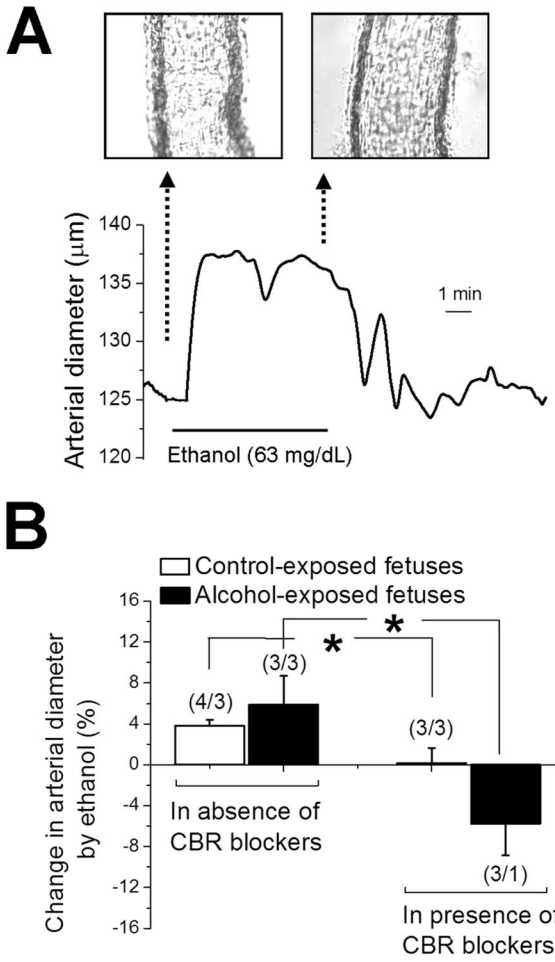 A
Arterial diameter (µm)
140
135
130
125
120
1 min
Ethanol (63 mg/dL)
B
Control-exposed fetuses
Alcohol-exposed fetuses
Change in arterial diameter
by ethanol (%)
16
12
8
4
0
-4
-8
-12
-16
(4/3)
(3/3)
*
*
(3/3)
(3/1)
In absence of
CBR blockers
In presence of
CBR blockers